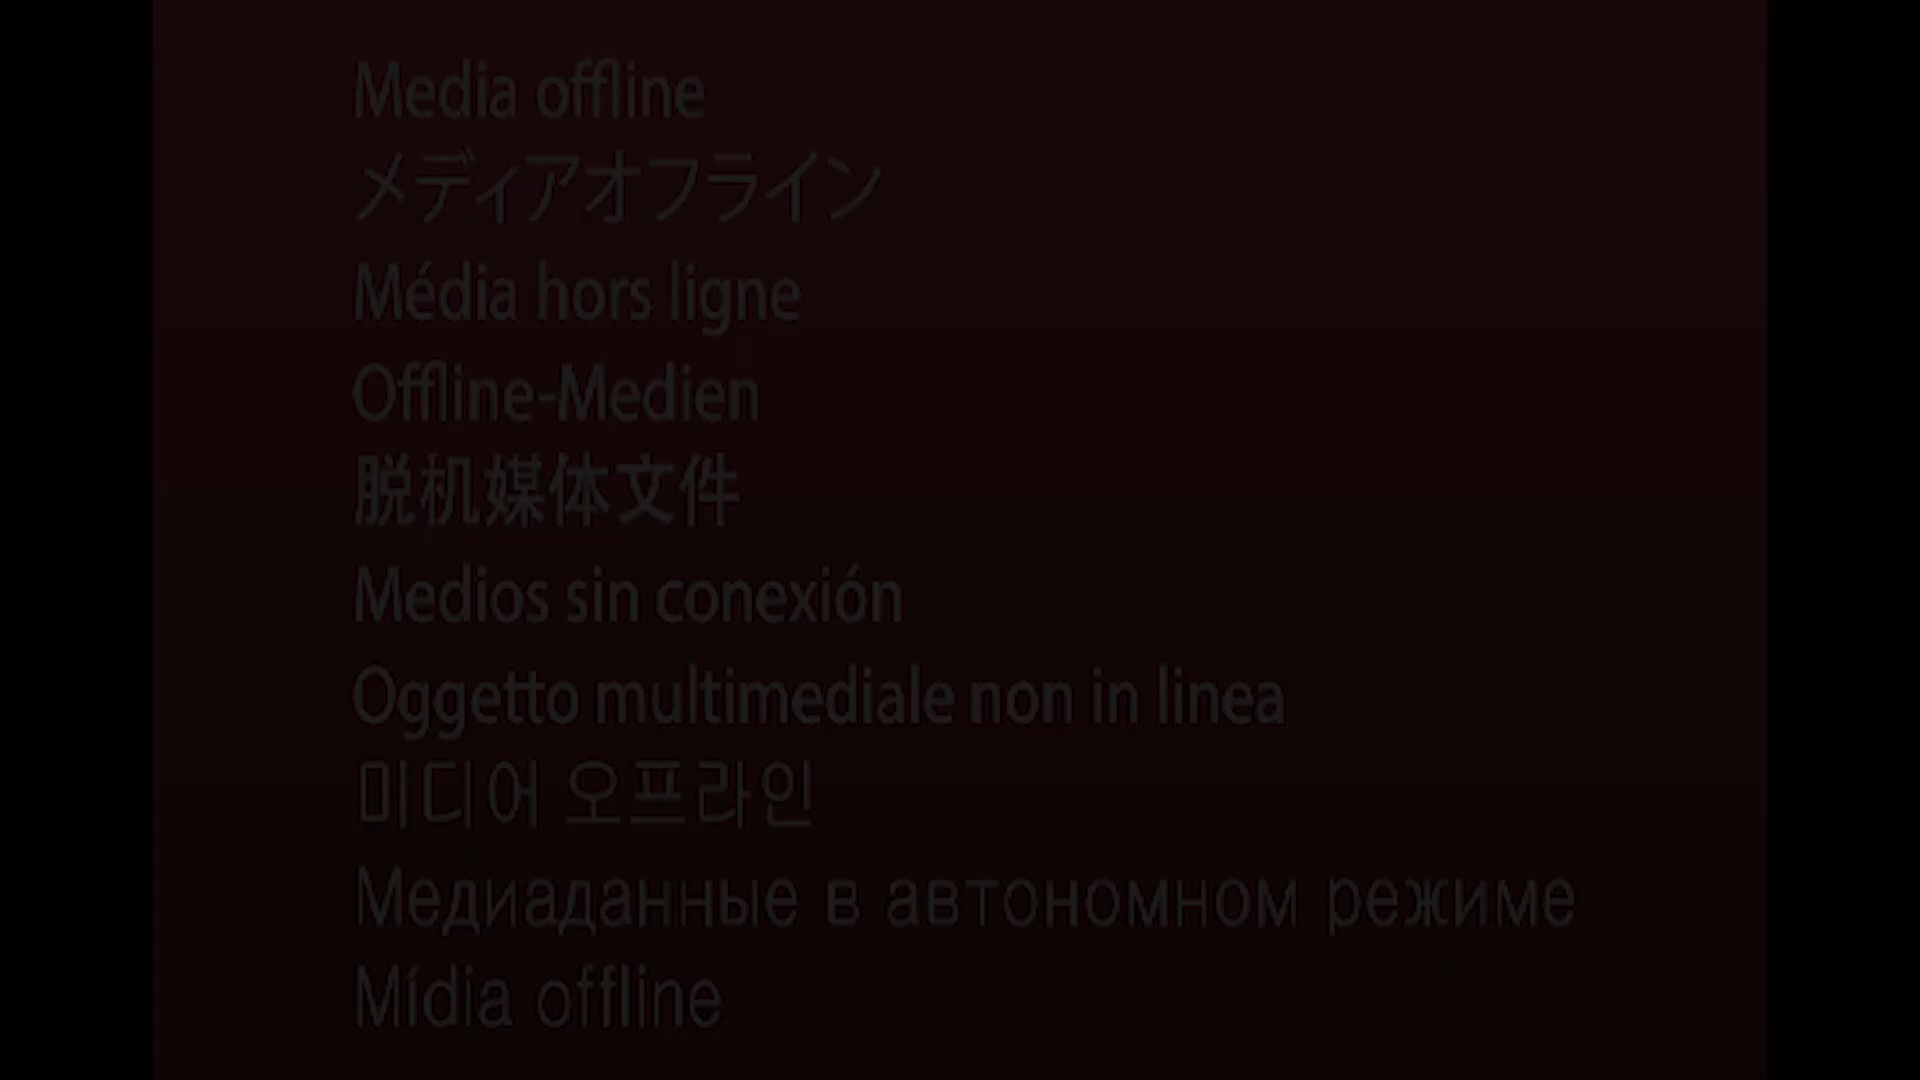 Media offline
メディアオフライン
Média hors ligne
Offline-Medien
脱机媒体文件
Medios sin conexión
Oggetto multimediale non in linea
미디어 오프라인
Медиаданные в автономном режиме
Mídia offline